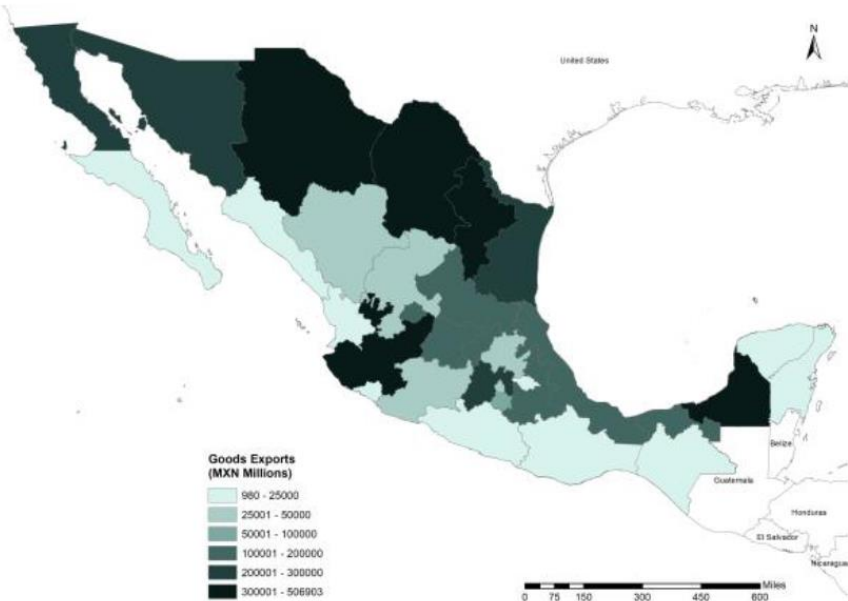 N
United States
Belize
Guatemala
Honduras
El Salvador
Nicaragua
Goods Exports
(MXN Millions)
980 - 25000
25001 - 50000
50001 - 100000
100001 - 200000
200001 - 300000
300001 - 506903
Miles
0 75 150 300 450 600